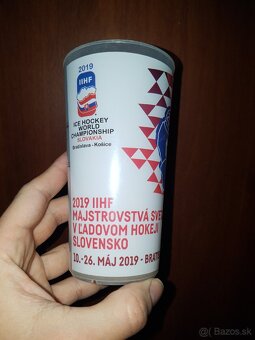 2019
IIHF
ICE HOCKEY
WORLD
CHAMPIONSHIP
SLOVAKIA
Bratislava - Košice
2019 IIHF
MAJSTROVSTVÁ SVE
V ĽADOVOM HOKEJI
SLOVENSKO
10.-26. MÁJ 2019 - BRATI
© Bazos.sk